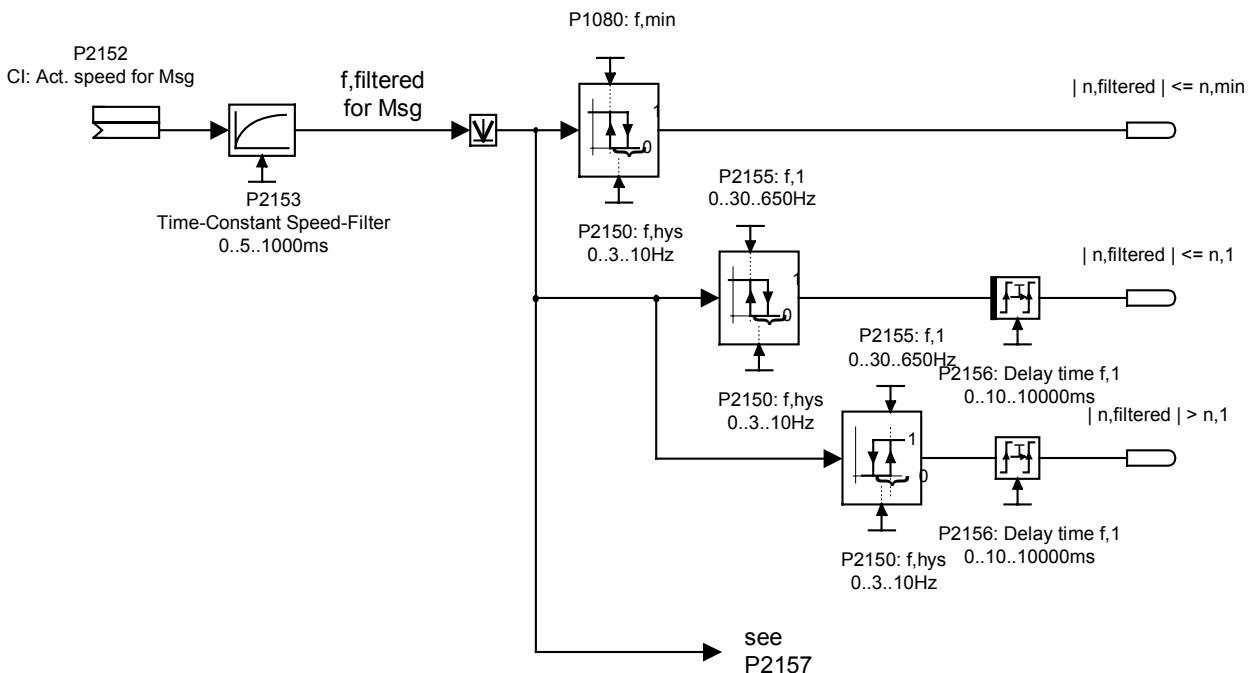 P1080: f,min
P2152
CI: Act. speed for Msg
f,filtered
for Msg
| n,filtered | <= n,min
1
0
P2153
Time-Constant Speed-Filter
0..5..1000ms
P2155: f,1
0..30..650Hz
P2150: f,hys
0..3..10Hz
| n,filtered | <= n,1
1
0
T
P2155: f,1
0..30..650Hz
P2156: Delay time f,1
0..10..10000ms
P2150: f,hys
0..3..10Hz
| n,filtered | > n,1
1
0
T
P2156: Delay time f,1
0..10..10000ms
P2150: f,hys
0..3..10Hz
see
P2157